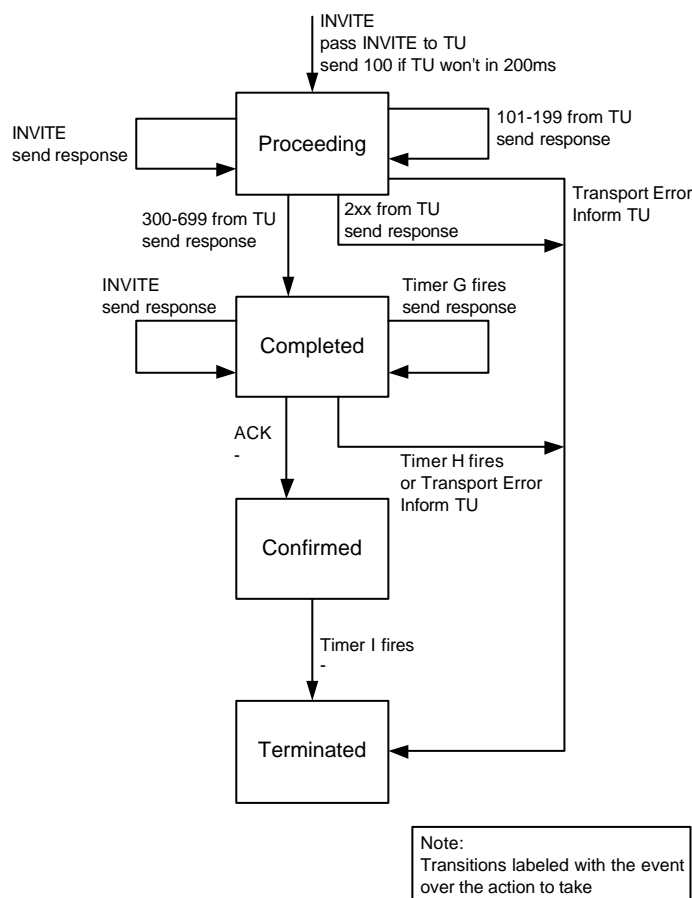 INVITE
pass INVITE to TU
send 100 if TU won't in 200ms
INVITE
send response
Proceeding
101-199 from TU
send response
Transport Error
Inform TU
300-699 from TU
send response
2xx from TU
send response
INVITE
send response
Timer G fires
send response
Completed
ACK
-
Timer H fires
or Transport Error
Inform TU
Confirmed
Timer I fires
-
Terminated
Note:
Transitions labeled with the event
over the action to take